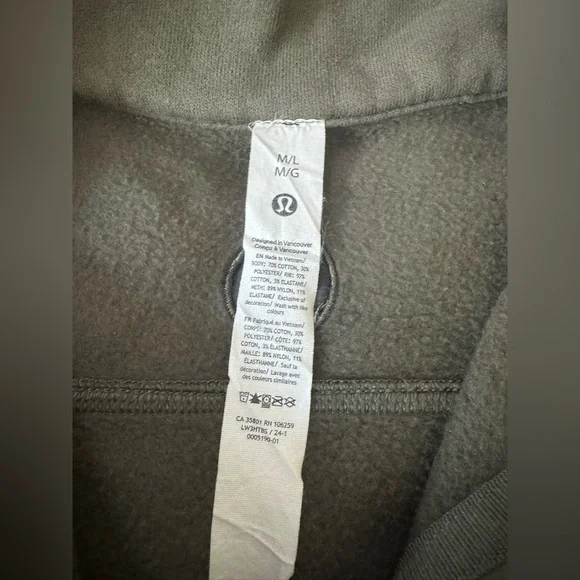 M/L
M/G
Designed in Vancouver
Conçu à Vancouver
EN Made in Vietnam/
BODY: 70% COTTON, 30%
POLYESTER/ RIB: 97%
COTTON, 3% ELASTANE/
MESH: 89% NYLON, 11%
ELASTANE/ Exclusive of
decoration/ Wash with like
colours
FR Fabriqué au Vietnam/
CORPS: 70% COTON, 30%
POLYESTER/ CÔTE: 97%
COTON, 3% ÉLASTHANNE/
MAILLE: 89% NYLON, 11%
ÉLASTHANNE/ Sauf la
décoration/ Lavage avec
des couleurs similaires
CA 35801 RN 106259
/ 24-1
0005190-01